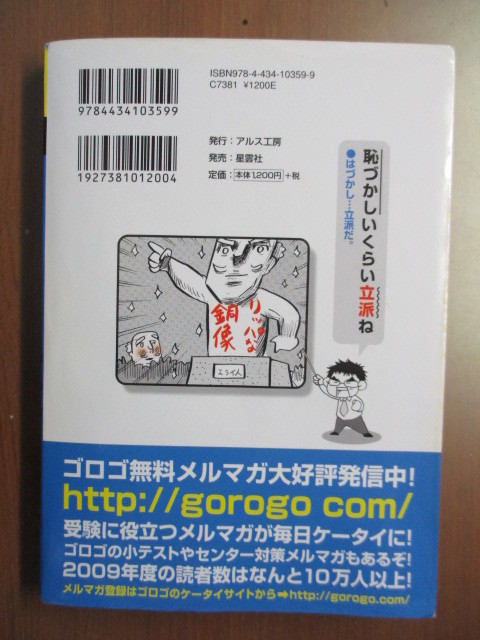 ISBN978-4-434-10359-9
C7381 ¥1200E
9784434103599
1927381012004
発行：アルス工房
発売：星雲社
定価：本体1,200円＋税
恥づかしいくらい立派ね
●はづかし…立派だ。
リッパな
銅像
エライ人
ゴロゴ無料メルマガ大好評発信中！
http://gorogo com/
受験に役立つメルマガが毎日ケータイに！
ゴロゴの小テストやセンター対策メルマガもあるぞ！
2009年度の読者数はなんと10万人以上！
メルマガ登録はゴロゴのケータイサイトから➡http://gorogo.com/